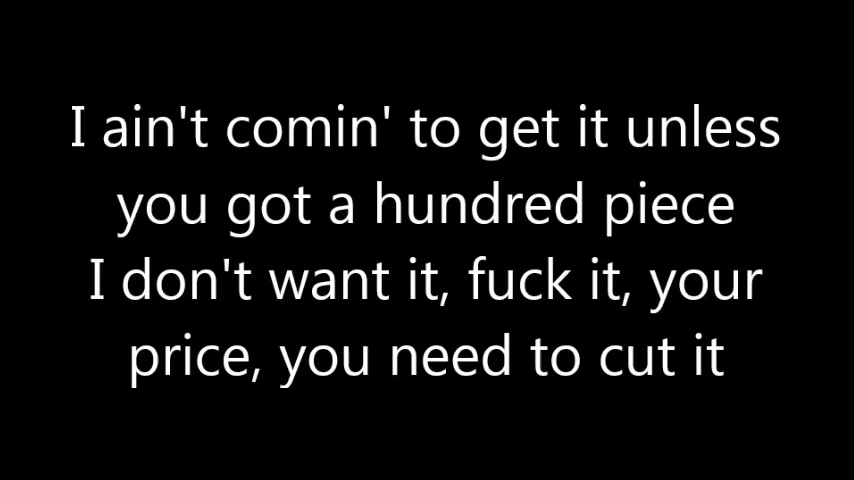 I ain't comin' to get it unless
you got a hundred piece
I don't want it, fuck it, your
price, you need to cut it